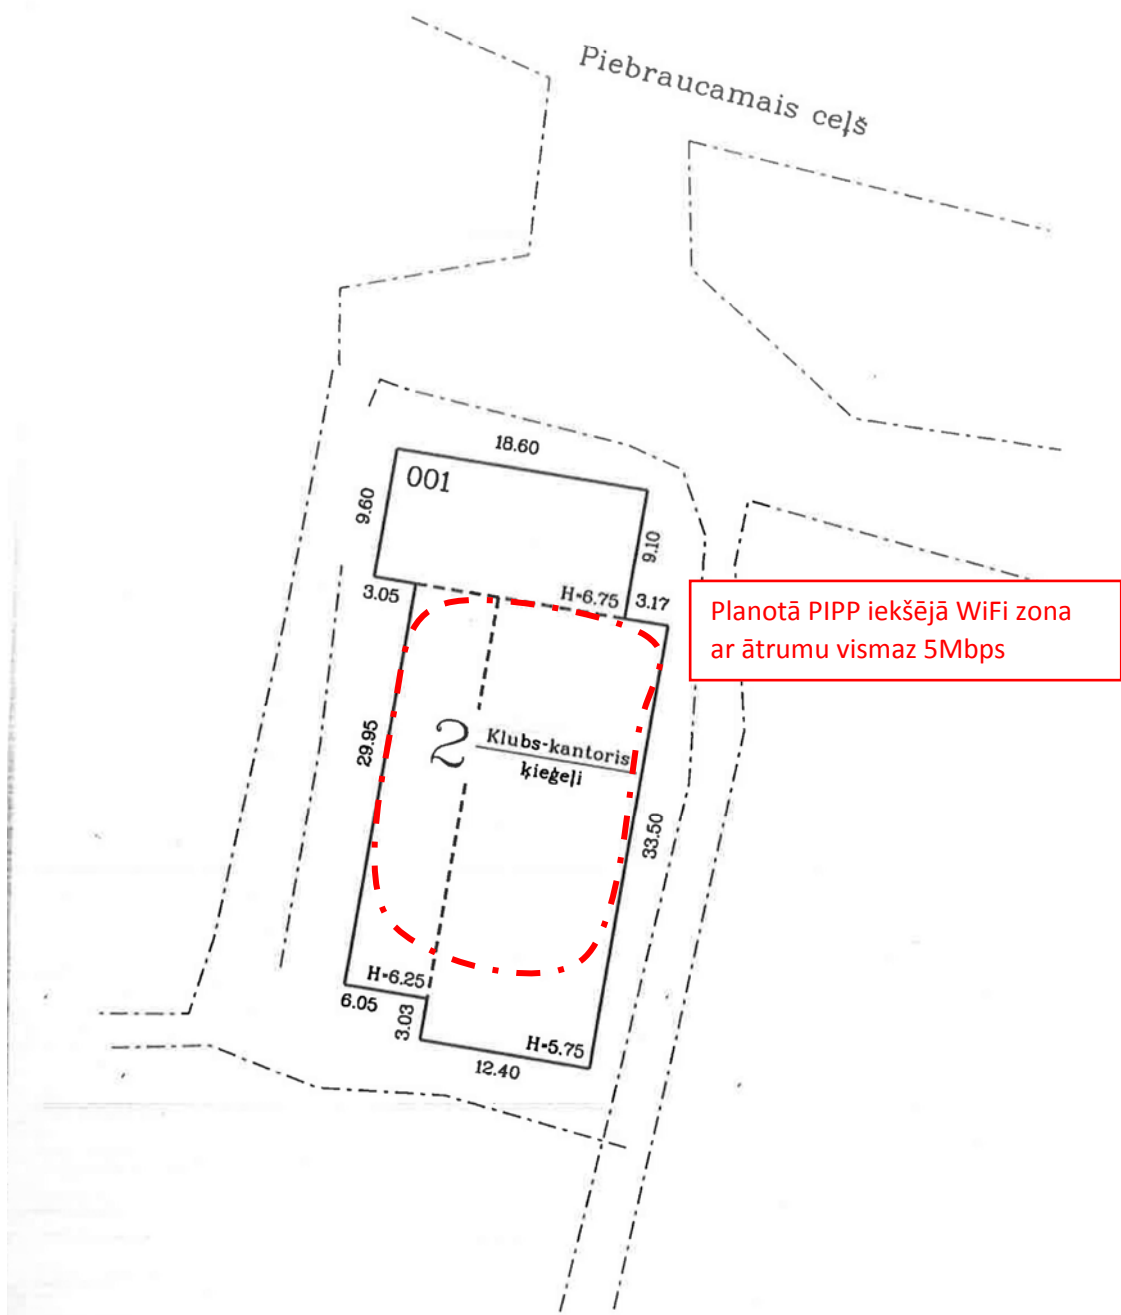 Piebraucamais ceļš
18.60
001
9.60
9.10
3.05
H=6.75
3.17
Planotā PIPP iekšējā WiFi zona
ar ātrumu vismaz 5Mbps
29.95
2
Klubs-kantoris
ķieģeļi
33.50
H=6.25
6.05
3.03
H=5.75
12.40